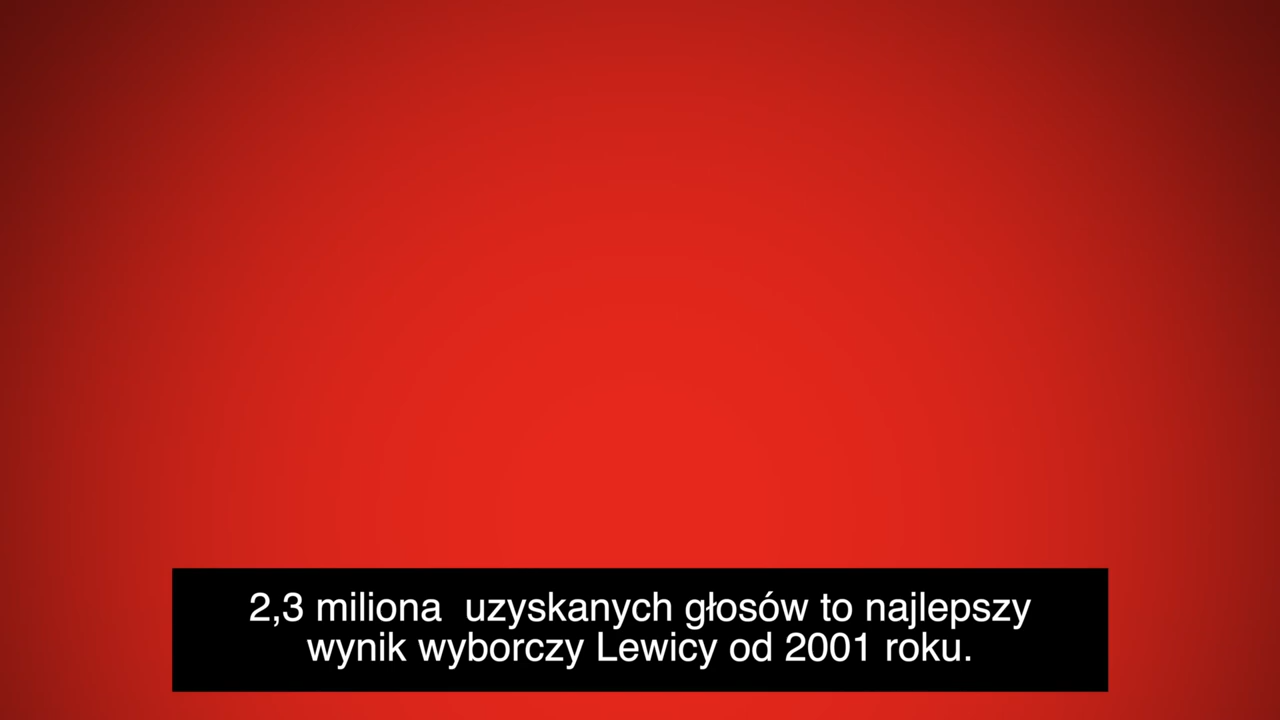 2,3 miliona  uzyskanych głosów to najlepszy
wynik wyborczy Lewicy od 2001 roku.